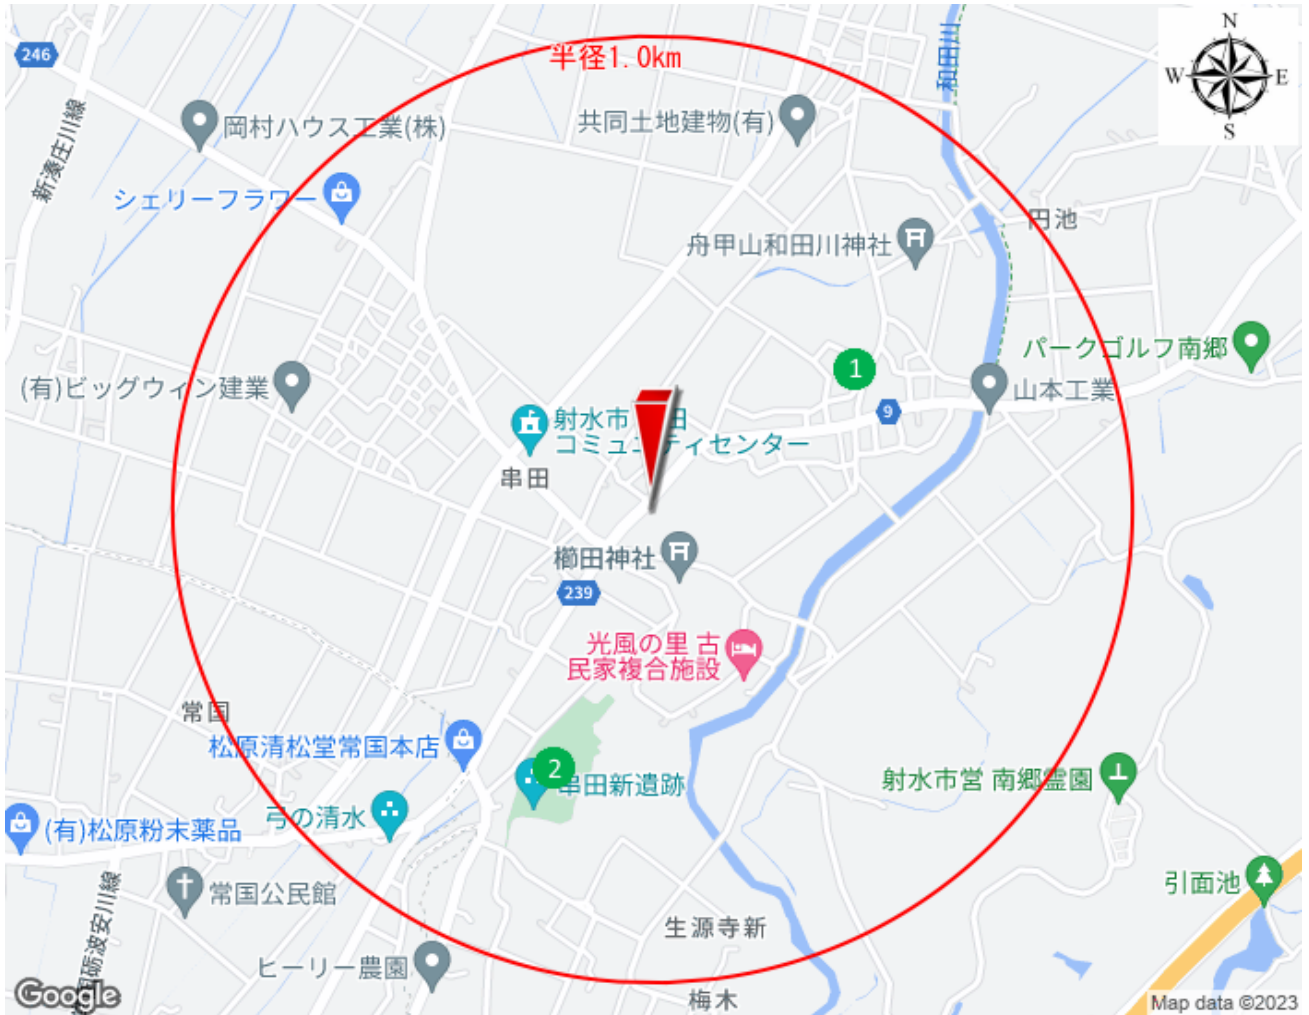 N
W
E
S
246
半径1.0km
和田川
新湊庄川線
岡村ハウス工業(株)
共同土地建物(有)
シェリーフラワー
円池
舟甲山和田川神社
パークゴルフ南郷
1
(有)ビッグウィン建業
山本工業
9
射水市
田
コミュ
ティセンター
串田
櫛田神社
239
光風の里 古
民家複合施設
常国
松原清松堂常国本店
2
串田新遺跡
射水市営 南郷霊園
弓の清水
(有)松原粉末薬品
常国公民館
引面池
砺波安川線
生源寺新
ヒーリー農園
梅木
Google
Map data ©2023